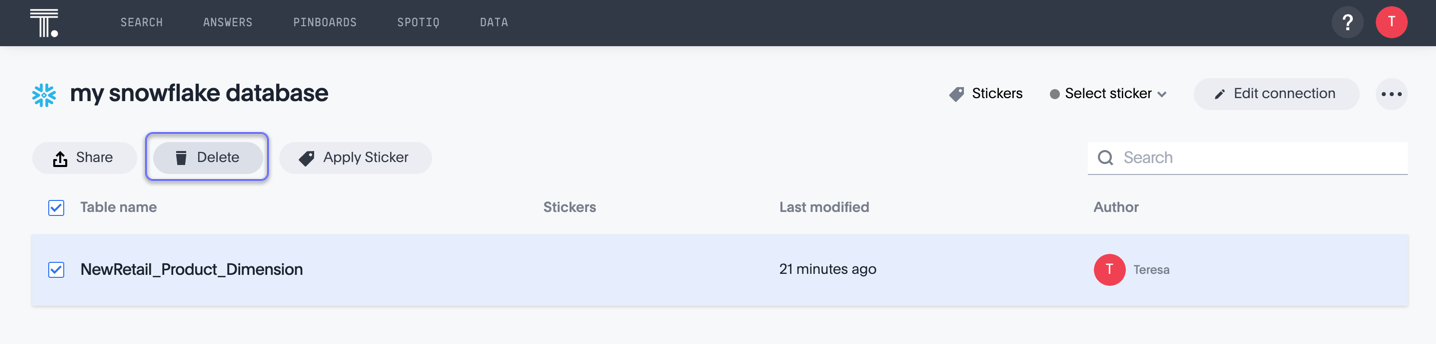 T. SEARCH ANSWERS PINBOARDS SPOTIQ DATA ? T
my snowflake database Stickers Select sticker Edit connection
Share Delete Apply Sticker Search
Table name Stickers Last modified Author
NewRetail_Product_Dimension 21 minutes ago T Teresa